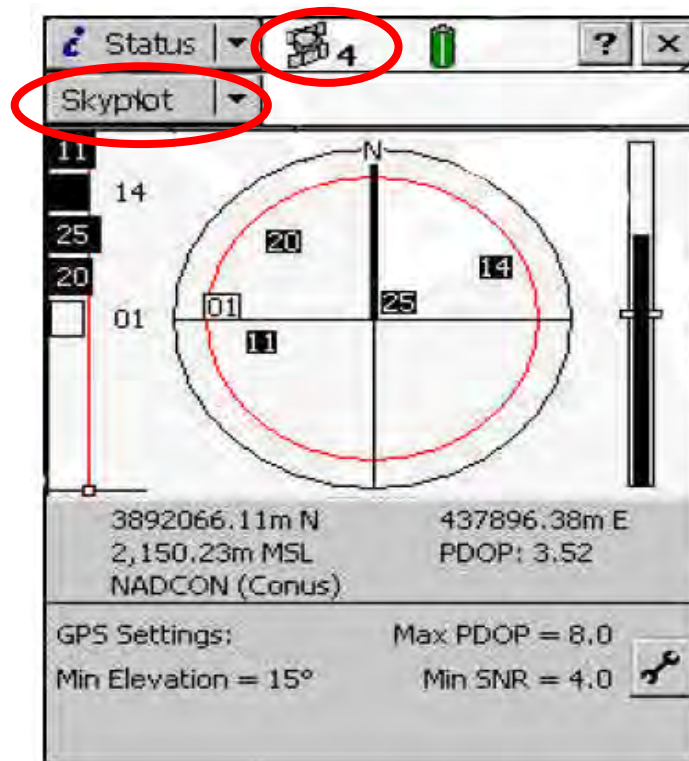 Status 4 ? ×
Skyplot
11
14
25
20
01
N
20
14
01
25
11
3892066.11m N 437896.38m E
2,150.23m MSL PDOP: 3.52
NADCON (Conus)
GPS Settings: Max PDOP = 8.0
Min Elevation = 15° Min SNR = 4.0